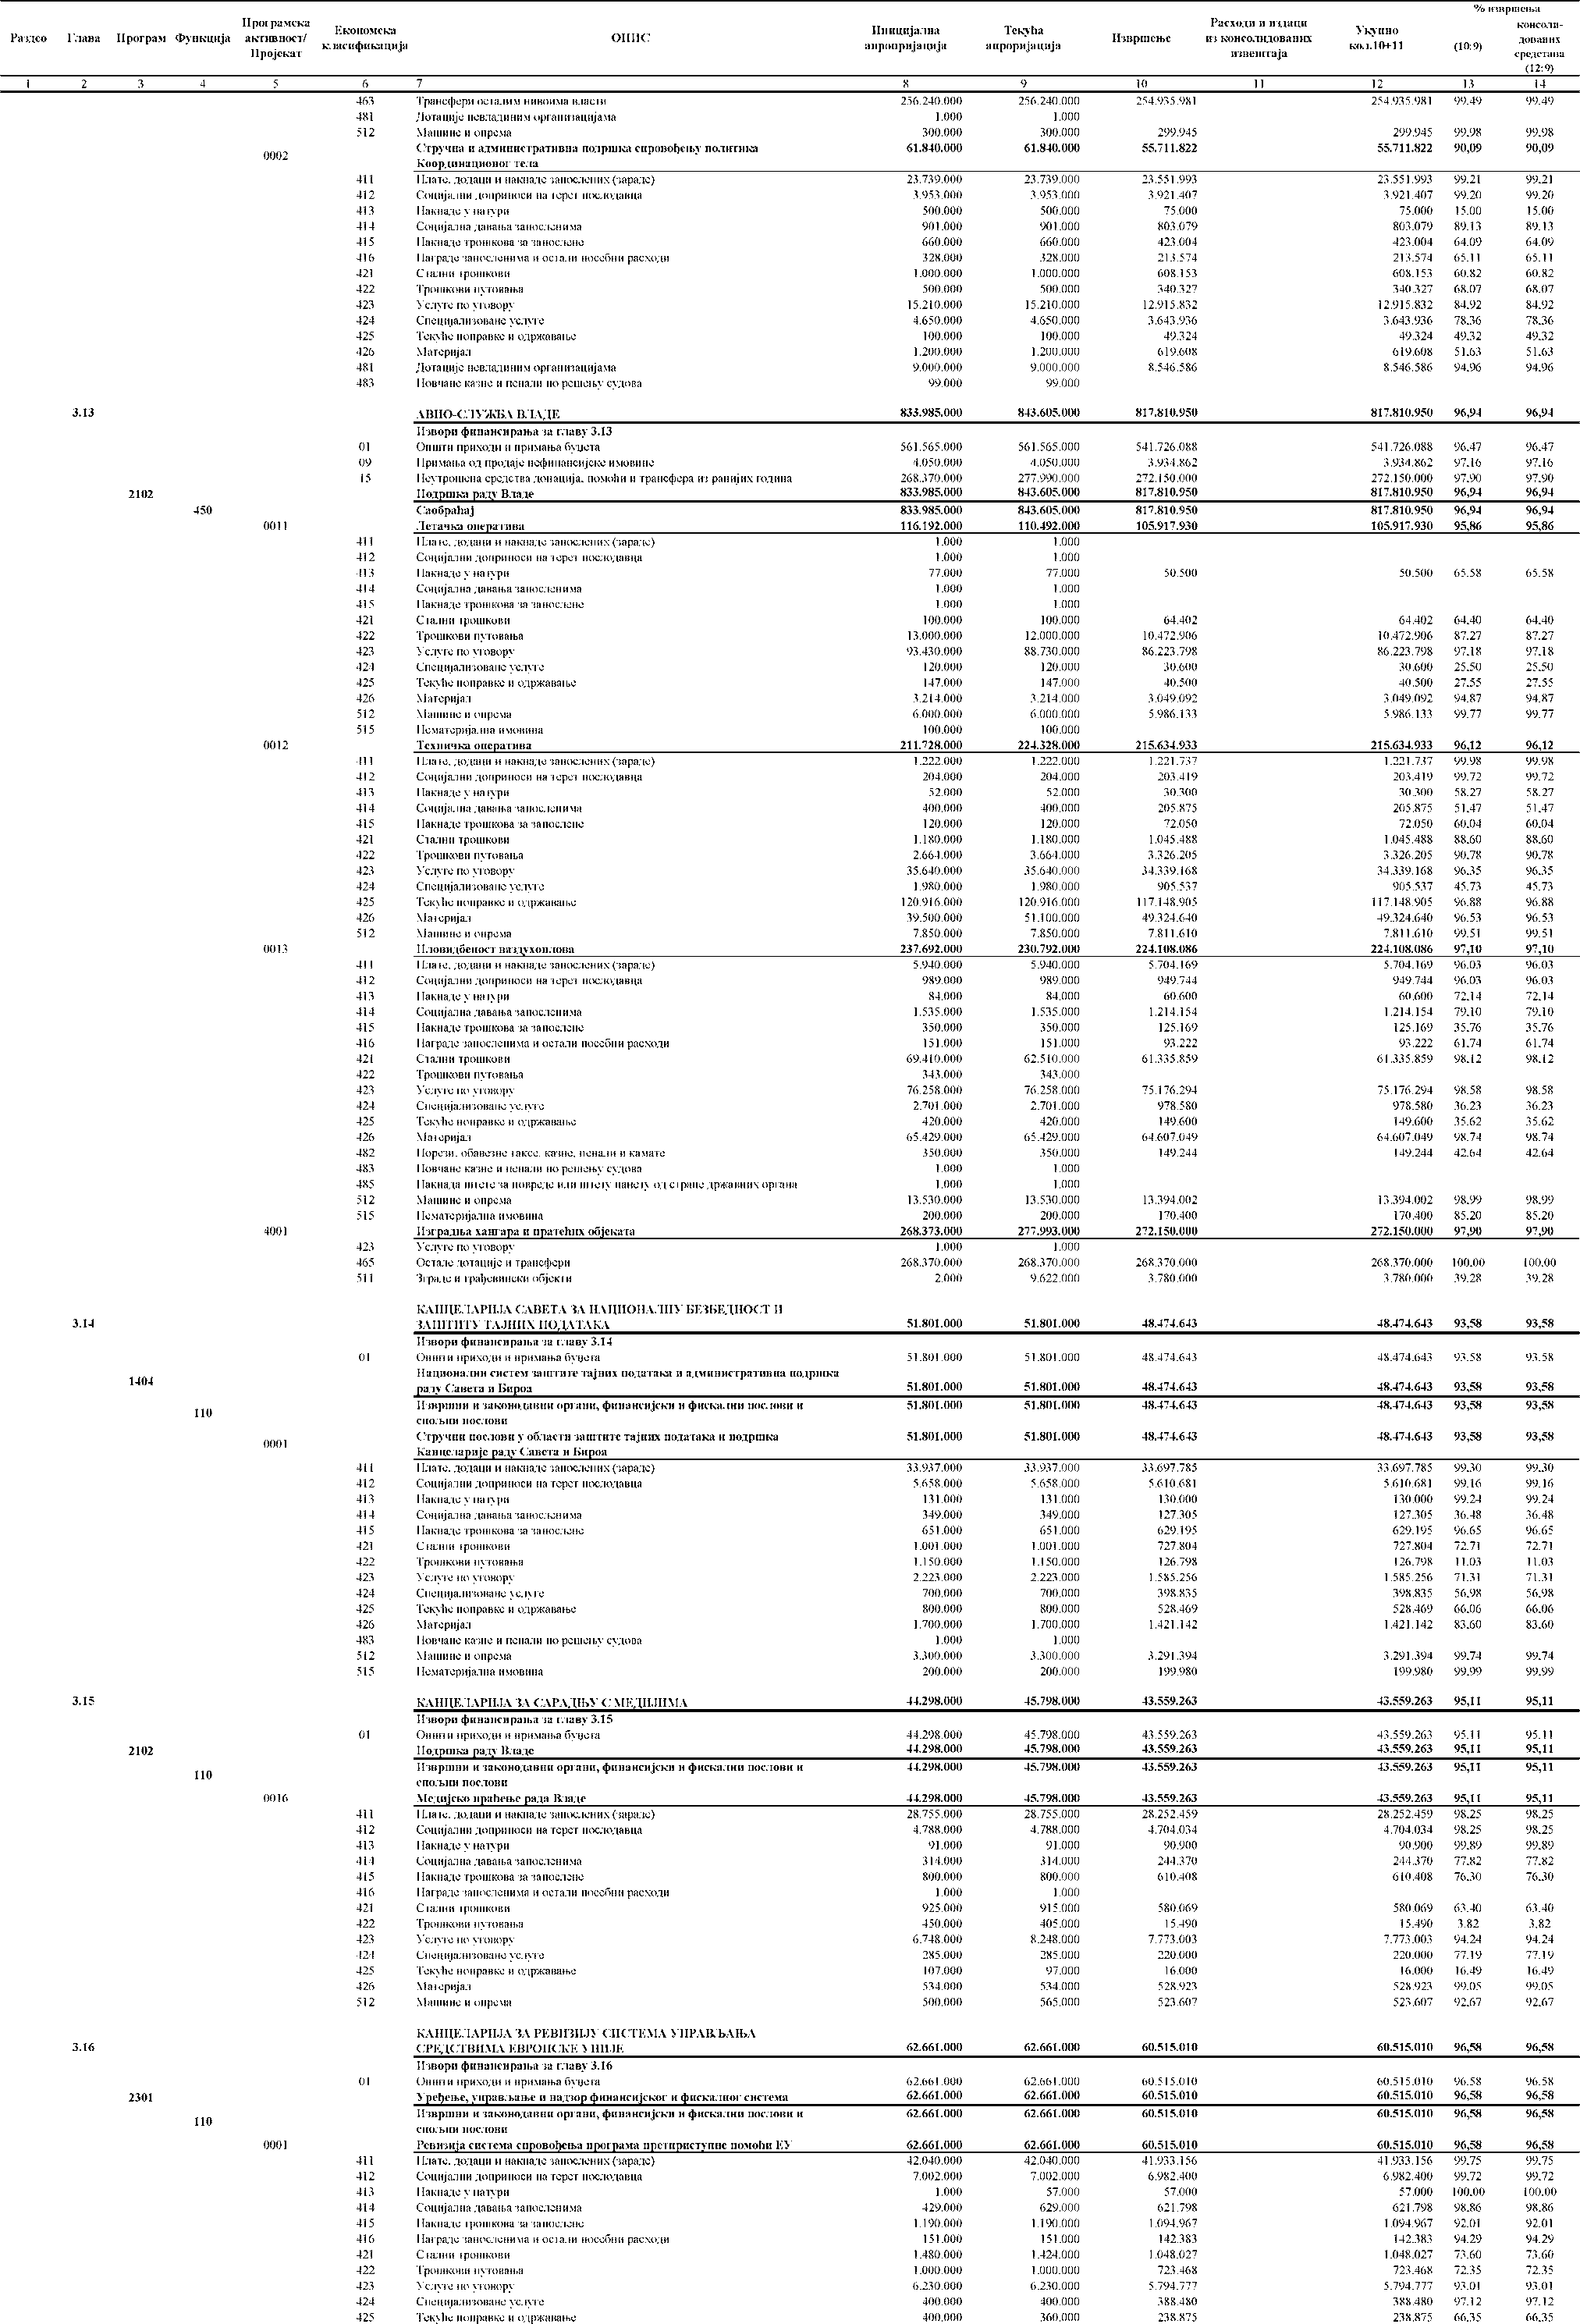 % извршења
Раздео Глава Програм Функција Програмска активност/ Пројекат Економска класификација ОПИС Иницијална апропријација Текућа апроријација Извршење Расходи и издаци из консолидованих извештаја Укупно кол.10+11 (10:9) консоли-дованих средстава (12:9)
1 2 3 4 5 6 7 8 9 10 11 12 13 14
463 Трансфери осталим нивоима власти 256.240.000 256.240.000 254.935.981 254.935.981 99,49 99,49
481 Дотације невладиним организацијама 1.000 1.000
512 Машине и опрема 300.000 300.000 299.945 299.945 99,98 99,98
0002 Стручна и административна подршка спровођењу политика 61.840.000 61.840.000 55.711.822 55.711.822 90,09 90,09
Координационог тела
411 Плате, додаци и накнаде запослених (зараде) 23.739.000 23.739.000 23.551.993 23.551.993 99,21 99,21
412 Социјални доприноси на терет послодавца 3.953.000 3.953.000 3.921.407 3.921.407 99,20 99,20
413 Накнаде у натури 500.000 500.000 75.000 75.000 15,00 15,00
414 Социјална давања запосленима 901.000 901.000 803.079 803.079 89,13 89,13
415 Накнаде трошкова за запослене 660.000 660.000 423.004 423.004 64,09 64,09
416 Награде запосленима и остали посебни расходи 328.000 328.000 213.574 213.574 65,11 65,11
421 Стални трошкови 1.000.000 1.000.000 608.153 608.153 60,82 60,82
422 Трошкови путовања 500.000 500.000 340.327 340.327 68,07 68,07
423 Услуге по уговору 15.210.000 15.210.000 12.915.832 12.915.832 84,92 84,92
424 Специјализоване услуге 4.650.000 4.650.000 3.643.936 3.643.936 78,36 78,36
425 Текуће поправке и одржавање 100.000 100.000 49.324 49.324 49,32 49,32
426 Материјал 1.200.000 1.200.000 619.608 619.608 51,63 51,63
481 Дотације невладиним организацијама 9.000.000 9.000.000 8.546.586 8.546.586 94,96 94,96
483 Новчане казне и пенали по решењу судова 99.000 99.000
3.13 АВИО-СЛУЖБА ВЛАДЕ 833.985.000 843.605.000 817.810.950 817.810.950 96,94 96,94
Извори финансирања за главу 3.13
01 Општи приходи и примања буџета 561.565.000 561.565.000 541.726.088 541.726.088 96,47 96,47
09 Примања од продаје нефинансијске имовине 4.050.000 4.050.000 3.934.862 3.934.862 97,16 97,16
15 Неутрошена средства донација, помоћи и трансфера из ранијих година 268.370.000 277.990.000 272.150.000 272.150.000 97,90 97,90
2102 Подршка раду Владе 833.985.000 843.605.000 817.810.950 817.810.950 96,94 96,94
450 Саобраћај 833.985.000 843.605.000 817.810.950 817.810.950 96,94 96,94
0011 Летачка оператива 116.192.000 110.492.000 105.917.930 105.917.930 95,86 95,86
411 Плате, додаци и накнаде запослених (зараде) 1.000 1.000
412 Социјални доприноси на терет послодавца 1.000 1.000
413 Накнаде у натури 77.000 77.000 50.500 50.500 65,58 65,58
414 Социјална давања запосленима 1.000 1.000
415 Накнаде трошкова за запослене 1.000 1.000
421 Стални трошкови 100.000 100.000 64.402 64.402 64,40 64,40
422 Трошкови путовања 13.000.000 12.000.000 10.472.906 10.472.906 87,27 87,27
423 Услуге по уговору 93.430.000 88.730.000 86.223.798 86.223.798 97,18 97,18
424 Специјализоване услуге 120.000 120.000 30.600 30.600 25,50 25,50
425 Текуће поправке и одржавање 147.000 147.000 40.500 40.500 27,55 27,55
426 Материјал 3.214.000 3.214.000 3.049.092 3.049.092 94,87 94,87
512 Машине и опрема 6.000.000 6.000.000 5.986.133 5.986.133 99,77 99,77
515 Нематеријална имовина 100.000 100.000
0012 Техничка оператива 211.728.000 224.328.000 215.634.933 215.634.933 96,12 96,12
411 Плате, додаци и накнаде запослених (зараде) 1.222.000 1.222.000 1.221.737 1.221.737 99,98 99,98
412 Социјални доприноси на терет послодавца 204.000 204.000 203.419 203.419 99,72 99,72
413 Накнаде у натури 52.000 52.000 30.300 30.300 58,27 58,27
414 Социјална давања запосленима 400.000 400.000 205.875 205.875 51,47 51,47
415 Накнаде трошкова за запослене 120.000 120.000 72.050 72.050 60,04 60,04
421 Стални трошкови 1.180.000 1.180.000 1.045.488 1.045.488 88,60 88,60
422 Трошкови путовања 2.664.000 3.664.000 3.326.205 3.326.205 90,78 90,78
423 Услуге по уговору 35.640.000 35.640.000 34.339.168 34.339.168 96,35 96,35
424 Специјализоване услуге 1.980.000 1.980.000 905.537 905.537 45,73 45,73
425 Текуће поправке и одржавање 120.916.000 120.916.000 117.148.905 117.148.905 96,88 96,88
426 Материјал 39.500.000 51.100.000 49.324.640 49.324.640 96,53 96,53
512 Машине и опрема 7.850.000 7.850.000 7.811.610 7.811.610 99,51 99,51
0013 Пловидбеност ваздухоплова 237.692.000 230.792.000 224.108.086 224.108.086 97,10 97,10
411 Плате, додаци и накнаде запослених (зараде) 5.940.000 5.940.000 5.704.169 5.704.169 96,03 96,03
412 Социјални доприноси на терет послодавца 989.000 989.000 949.744 949.744 96,03 96,03
413 Накнаде у натури 84.000 84.000 60.600 60.600 72,14 72,14
414 Социјална давања запосленима 1.535.000 1.535.000 1.214.154 1.214.154 79,10 79,10
415 Накнаде трошкова за запослене 350.000 350.000 125.169 125.169 35,76 35,76
416 Награде запосленима и остали посебни расходи 151.000 151.000 93.222 93.222 61,74 61,74
421 Стални трошкови 69.410.000 62.510.000 61.335.859 61.335.859 98,12 98,12
422 Трошкови путовања 343.000 343.000
423 Услуге по уговору 76.258.000 76.258.000 75.176.294 75.176.294 98,58 98,58
424 Специјализоване услуге 2.701.000 2.701.000 978.580 978.580 36,23 36,23
425 Текуће поправке и одржавање 420.000 420.000 149.600 149.600 35,62 35,62
426 Материјал 65.429.000 65.429.000 64.607.049 64.607.049 98,74 98,74
482 Порези, обавезне таксе, казне, пенали и камате 350.000 350.000 149.244 149.244 42,64 42,64
483 Новчане казне и пенали по решењу судова 1.000 1.000
485 Накнада штете за повреде или штету нанету од стране државних органа 1.000 1.000
512 Машине и опрема 13.530.000 13.530.000 13.394.002 13.394.002 98,99 98,99
515 Нематеријална имовина 200.000 200.000 170.400 170.400 85,20 85,20
4001 Изградња хангара и пратећих објеката 268.373.000 277.993.000 272.150.000 272.150.000 97,90 97,90
423 Услуге по уговору 1.000 1.000
465 Остале дотације и трансфери 268.370.000 268.370.000 268.370.000 268.370.000 100,00 100,00
511 Зграде и грађевински објекти 2.000 9.622.000 3.780.000 3.780.000 39,28 39,28
КАНЦЕЛАРИЈА САВЕТА ЗА НАЦИОНАЛНУ БЕЗБЕДНОСТ И
3.14 ЗАШТИТУ ТАЈНИХ ПОДАТАКА 51.801.000 51.801.000 48.474.643 48.474.643 93,58 93,58
Извори финансирања за главу 3.14
01 Општи приходи и примања буџета 51.801.000 51.801.000 48.474.643 48.474.643 93,58 93,58
1404 Национални систем заштите тајних података и административна подршка
раду Савета и Бироа 51.801.000 51.801.000 48.474.643 48.474.643 93,58 93,58
110 Извршни и законодавни органи, финансијски и фискални послови и 51.801.000 51.801.000 48.474.643 48.474.643 93,58 93,58
спољни послови
0001 Стручни послови у области заштите тајних података и подршка 51.801.000 51.801.000 48.474.643 48.474.643 93,58 93,58
Канцеларије раду Савета и Бироа
411 Плате, додаци и накнаде запослених (зараде) 33.937.000 33.937.000 33.697.785 33.697.785 99,30 99,30
412 Социјални доприноси на терет послодавца 5.658.000 5.658.000 5.610.681 5.610.681 99,16 99,16
413 Накнаде у натури 131.000 131.000 130.000 130.000 99,24 99,24
414 Социјална давања запосленима 349.000 349.000 127.305 127.305 36,48 36,48
415 Накнаде трошкова за запослене 651.000 651.000 629.195 629.195 96,65 96,65
421 Стални трошкови 1.001.000 1.001.000 727.804 727.804 72,71 72,71
422 Трошкови путовања 1.150.000 1.150.000 126.798 126.798 11,03 11,03
423 Услуге по уговору 2.223.000 2.223.000 1.585.256 1.585.256 71,31 71,31
424 Специјализоване услуге 700.000 700.000 398.835 398.835 56,98 56,98
425 Текуће поправке и одржавање 800.000 800.000 528.469 528.469 66,06 66,06
426 Материјал 1.700.000 1.700.000 1.421.142 1.421.142 83,60 83,60
483 Новчане казне и пенали по решењу судова 1.000 1.000
512 Машине и опрема 3.300.000 3.300.000 3.291.394 3.291.394 99,74 99,74
515 Нематеријална имовина 200.000 200.000 199.980 199.980 99,99 99,99
3.15 КАНЦЕЛАРИЈА ЗА САРАДЊУ С МЕДИЈИМА 44.298.000 45.798.000 43.559.263 43.559.263 95,11 95,11
Извори финансирања за главу 3.15
01 Општи приходи и примања буџета 44.298.000 45.798.000 43.559.263 43.559.263 95,11 95,11
2102 Подршка раду Владе 44.298.000 45.798.000 43.559.263 43.559.263 95,11 95,11
110 Извршни и законодавни органи, финансијски и фискални послови и 44.298.000 45.798.000 43.559.263 43.559.263 95,11 95,11
спољни послови
0016 Медијско праћење рада Владе 44.298.000 45.798.000 43.559.263 43.559.263 95,11 95,11
411 Плате, додаци и накнаде запослених (зараде) 28.755.000 28.755.000 28.252.459 28.252.459 98,25 98,25
412 Социјални доприноси на терет послодавца 4.788.000 4.788.000 4.704.034 4.704.034 98,25 98,25
413 Накнаде у натури 91.000 91.000 90.900 90.900 99,89 99,89
414 Социјална давања запосленима 314.000 314.000 244.370 244.370 77,82 77,82
415 Накнаде трошкова за запослене 800.000 800.000 610.408 610.408 76,30 76,30
416 Награде запосленима и остали посебни расходи 1.000 1.000
421 Стални трошкови 925.000 915.000 580.069 580.069 63,40 63,40
422 Трошкови путовања 450.000 405.000 15.490 15.490 3,82 3,82
423 Услуге по уговору 6.748.000 8.248.000 7.773.003 7.773.003 94,24 94,24
424 Специјализоване услуге 285.000 285.000 220.000 220.000 77,19 77,19
425 Текуће поправке и одржавање 107.000 97.000 16.000 16.000 16,49 16,49
426 Материјал 534.000 534.000 528.923 528.923 99,05 99,05
512 Машине и опрема 500.000 565.000 523.607 523.607 92,67 92,67
КАНЦЕЛАРИЈА ЗА РЕВИЗИЈУ СИСТЕМА УПРАВЉАЊА
3.16 СРЕДСТВИМА ЕВРОПСКЕ УНИЈЕ 62.661.000 62.661.000 60.515.010 60.515.010 96,58 96,58
Извори финансирања за главу 3.16
01 Општи приходи и примања буџета 62.661.000 62.661.000 60.515.010 60.515.010 96,58 96,58
2301 Уређење, управљање и надзор финансијског и фискалног система 62.661.000 62.661.000 60.515.010 60.515.010 96,58 96,58
110 Извршни и законодавни органи, финансијски и фискални послови и 62.661.000 62.661.000 60.515.010 60.515.010 96,58 96,58
спољни послови
0001 Ревизија система спровођења програма претприступне помоћи ЕУ 62.661.000 62.661.000 60.515.010 60.515.010 96,58 96,58
411 Плате, додаци и накнаде запослених (зараде) 42.040.000 42.040.000 41.933.156 41.933.156 99,75 99,75
412 Социјални доприноси на терет послодавца 7.002.000 7.002.000 6.982.400 6.982.400 99,72 99,72
413 Накнаде у натури 1.000 57.000 57.000 57.000 100,00 100,00
414 Социјална давања запосленима 429.000 629.000 621.798 621.798 98,86 98,86
415 Накнаде трошкова за запослене 1.190.000 1.190.000 1.094.967 1.094.967 92,01 92,01
416 Награде запосленима и остали посебни расходи 151.000 151.000 142.383 142.383 94,29 94,29
421 Стални трошкови 1.480.000 1.424.000 1.048.027 1.048.027 73,60 73,60
422 Трошкови путовања 1.000.000 1.000.000 723.468 723.468 72,35 72,35
423 Услуге по уговору 6.230.000 6.230.000 5.794.777 5.794.777 93,01 93,01
424 Специјализоване услуге 400.000 400.000 388.480 388.480 97,12 97,12
425 Текуће поправке и одржавање 400.000 360.000 238.875 238.875 66,35 66,35